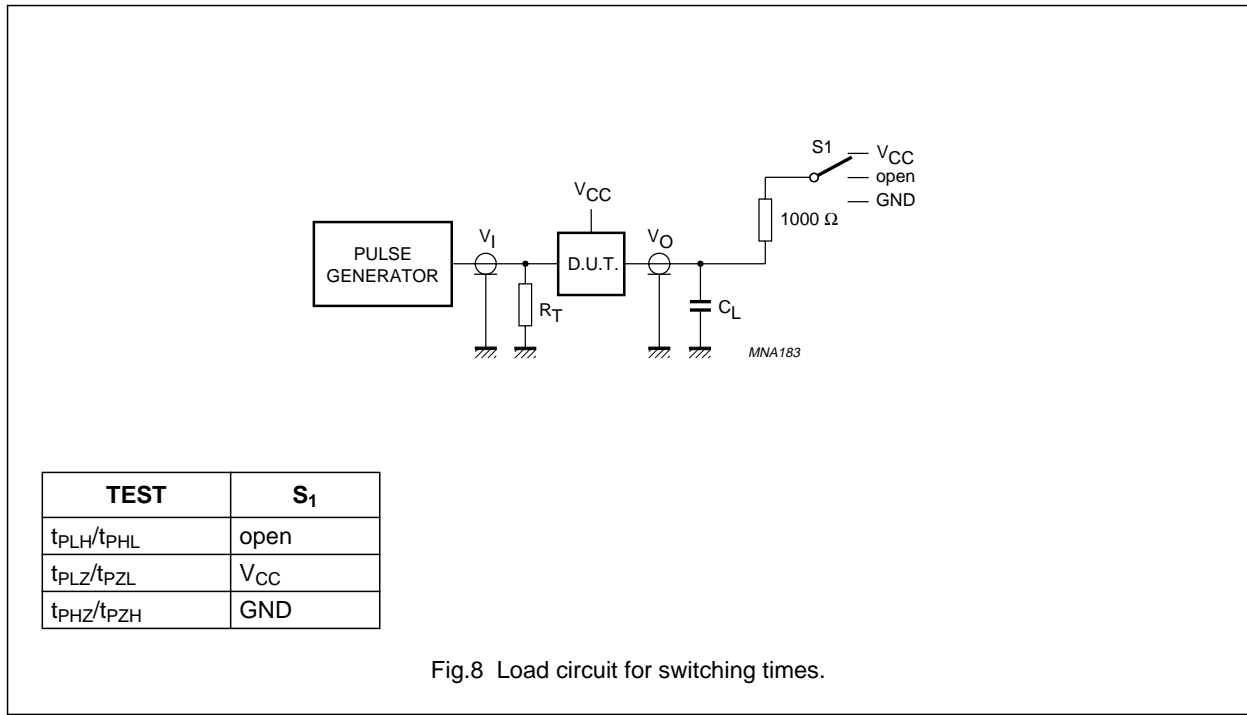 S1
VCC
open
GND
VCC
1000 Ω
PULSE
GENERATOR
VI
D.U.T.
VO
RT
CL
MNA183
TEST S1
tPLH/tPHL open
tPLZ/tPZL VCC
tPHZ/tPZH GND
Fig.8 Load circuit for switching times.